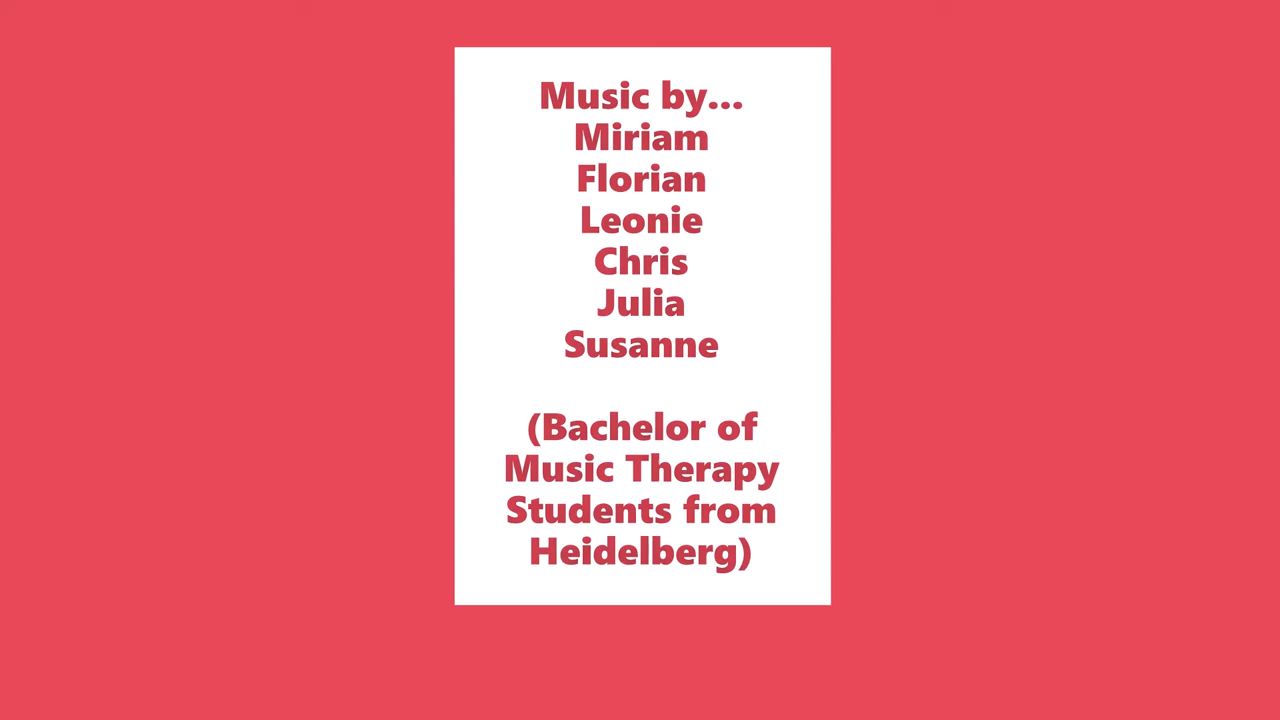 Music by...
Miriam
Florian
Leonie
Chris
Julia
Susanne
(Bachelor of
Music Therapy
Students from
Heidelberg)